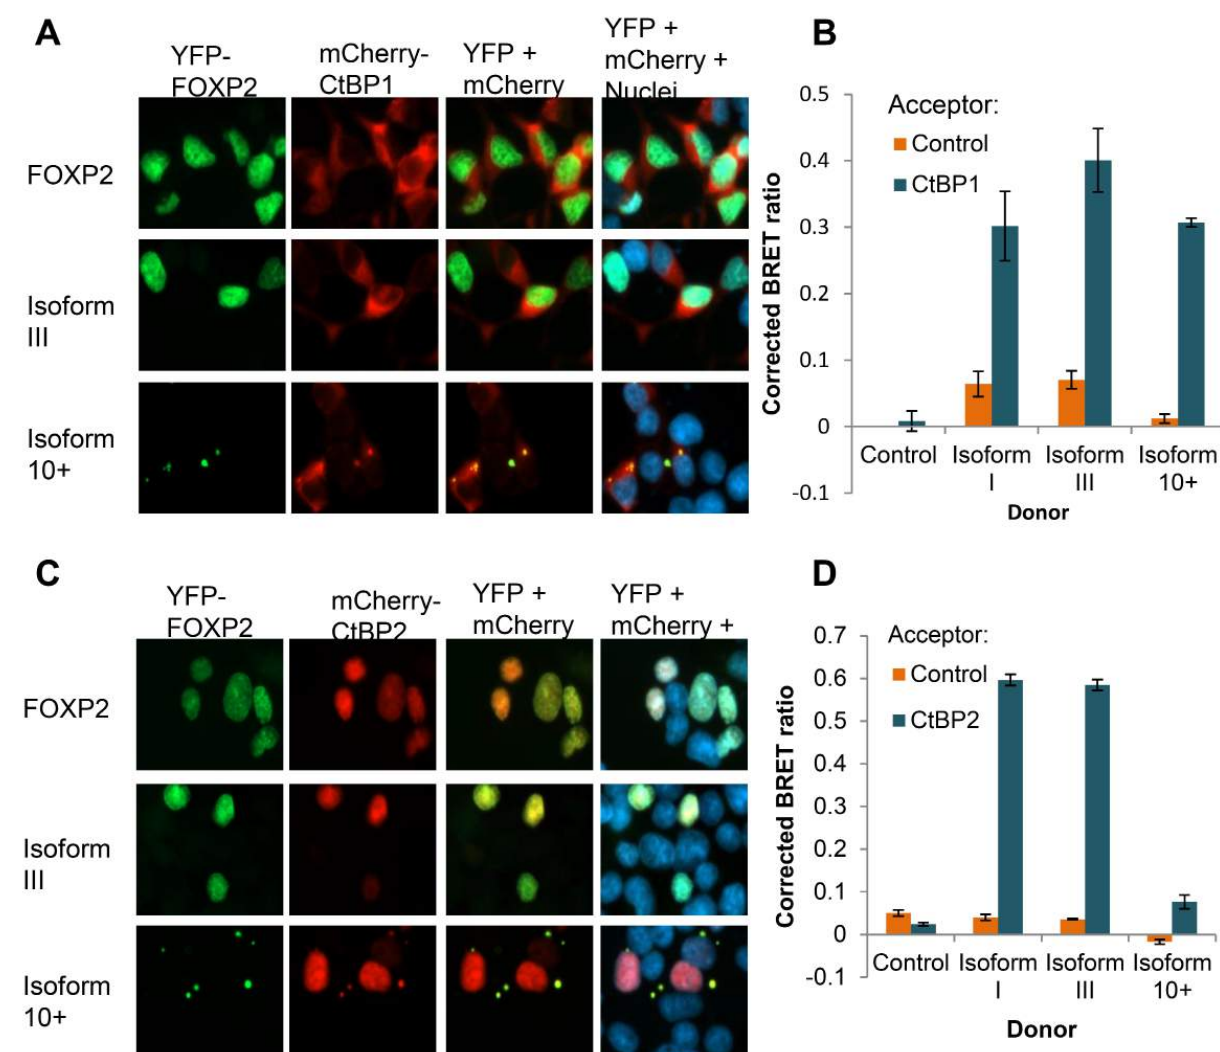 A
YFP-
FOXP2
mCherry-
CtBP1
YFP +
mCherry
YFP +
mCherry +
Nuclei
FOXP2
Isoform
III
Isoform
10+
B
0.5
0.4
0.3
0.2
0.1
0
-0.1
Corrected BRET ratio
Acceptor:
Control
CtBP1
Control
Isoform
I
Isoform
III
Isoform
10+
Donor
C
YFP-
FOXP2
mCherry-
CtBP2
YFP +
mCherry
YFP +
mCherry +
FOXP2
Isoform
III
Isoform
10+
D
0.7
0.6
0.5
0.4
0.3
0.2
0.1
0
-0.1
Corrected BRET ratio
Acceptor:
Control
CtBP2
Control
Isoform
I
Isoform
III
Isoform
10+
Donor